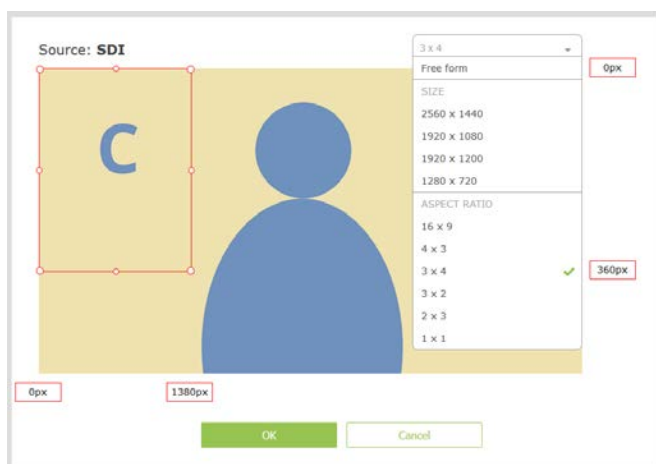 Source: SDI
3 x 4
Free form
0px
SIZE
2560 x 1440
1920 x 1080
1920 x 1200
1280 x 720
ASPECT RATIO
16 x 9
4 x 3
3 x 4
360px
3 x 2
2 x 3
1 x 1
C
0px
1380px
OK
Cancel